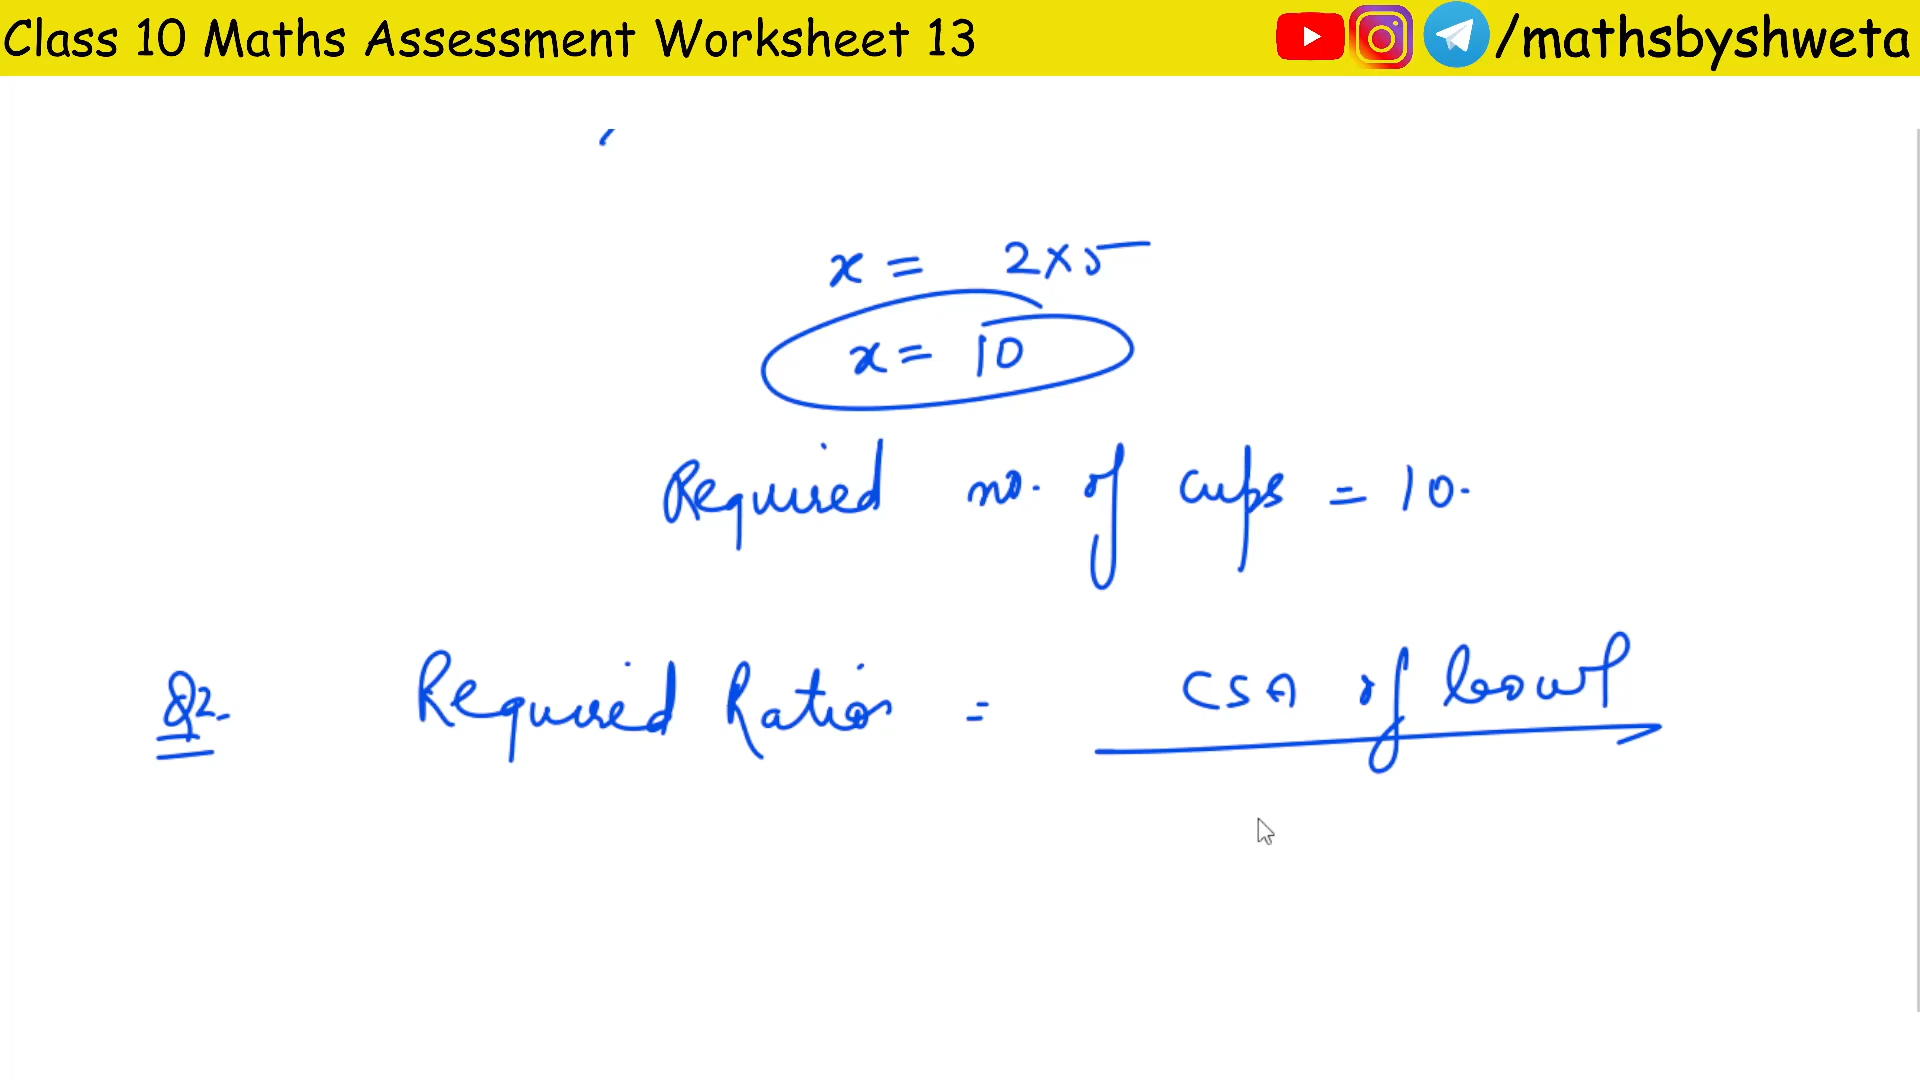 Class 10 Maths Assessment Worksheet 13
/mathsbyshweta
x = 2×5
x = 10
Required no. of cups = 10.
Q2. Required Ratio = CSA of bowl